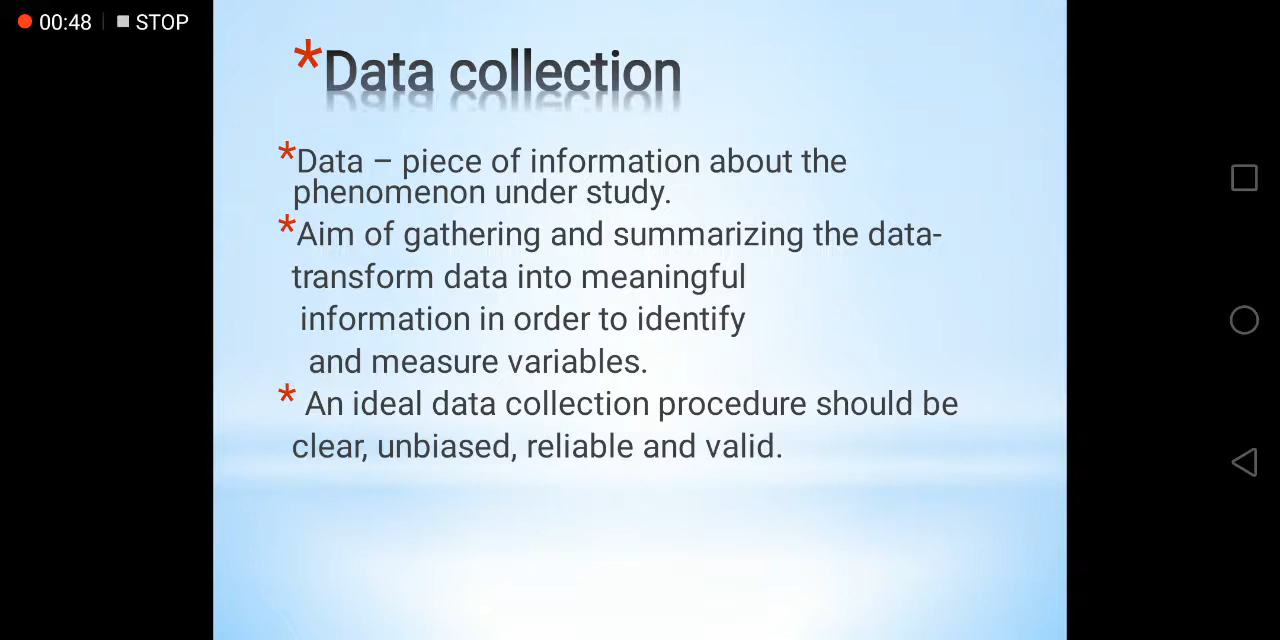 00:48 STOP
*Data collection
*Data – piece of information about the
phenomenon under study.
*Aim of gathering and summarizing the data-
transform data into meaningful
information in order to identify
and measure variables.
* An ideal data collection procedure should be
clear, unbiased, reliable and valid.